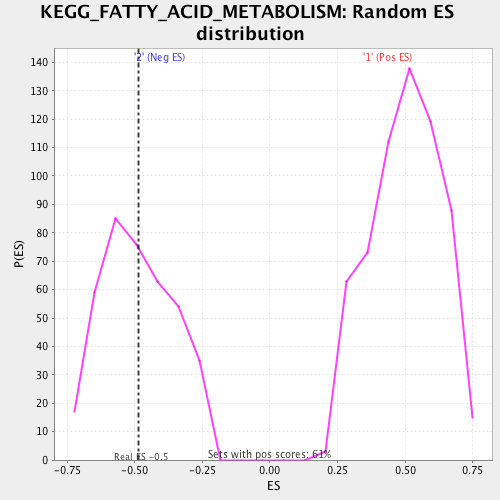 KEGG_FATTY_ACID_METABOLISM: Random ES
distribution
'2' (Neg ES)
'1' (Pos ES)
140
130
120
110
100
90
80
70
60
50
40
30
20
10
0
P(ES)
Real ES -0.5
Sets with pos scores: 61%
-0.75
-0.50
-0.25
0.00
0.25
0.50
0.75
ES